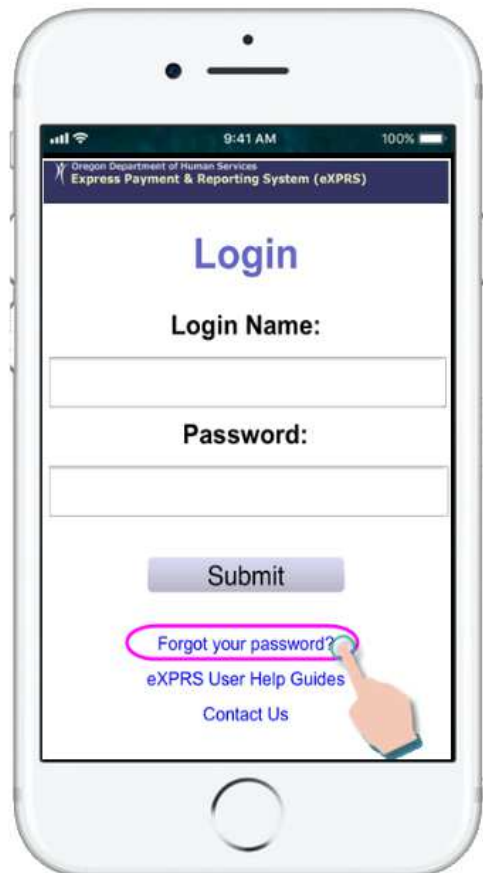 9:41 AM 100%
Oregon Department of Human Services
Express Payment & Reporting System (eXPRS)
Login
Login Name:
Password:
Submit
Forgot your password?
eXPRS User Help Guides
Contact Us